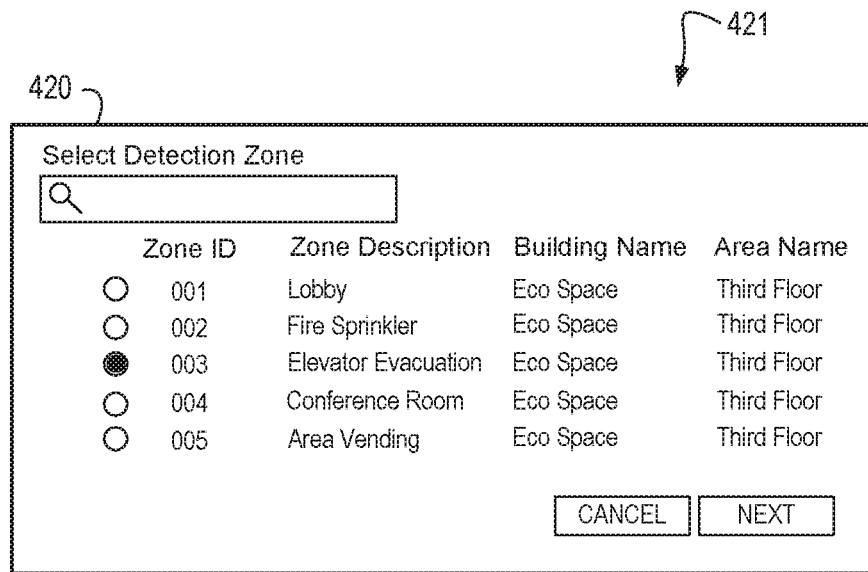 421
420
Select Detection Zone
Zone ID Zone Description Building Name Area Name
001 Lobby Eco Space Third Floor
002 Fire Sprinkler Eco Space Third Floor
003 Elevator Evacuation Eco Space Third Floor
004 Conference Room Eco Space Third Floor
005 Area Vending Eco Space Third Floor
CANCEL NEXT